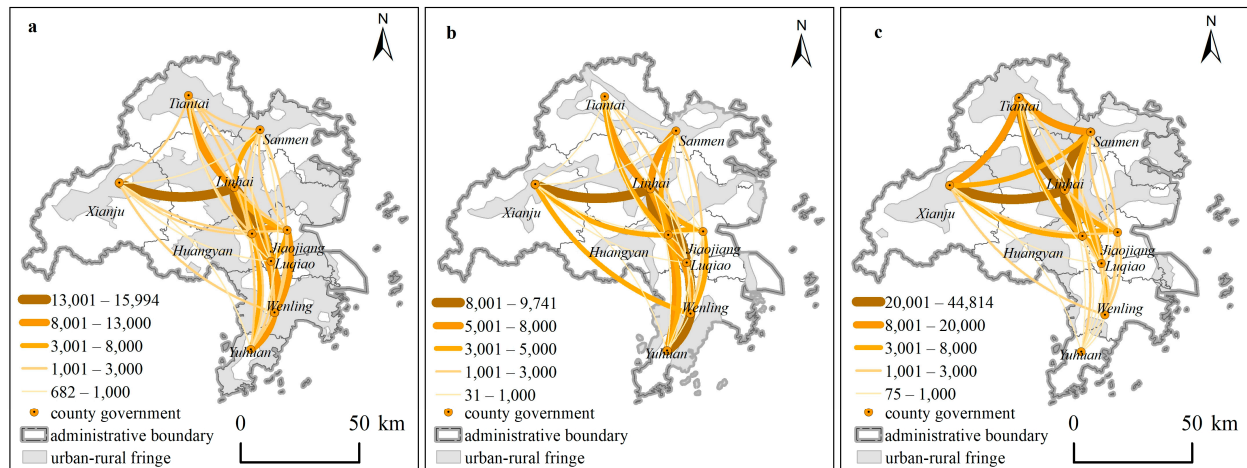 a
N
Tiantai
Sanmen
Linhai
Xianju
Jiaojiang
Huangyan
Luqiao
Wenling
Yuhuan
13,001 – 15,994
8,001 – 13,000
3,001 – 8,000
1,001 – 3,000
682 – 1,000
county government
administrative boundary
urban-rural fringe
0 50 km
b
N
Tiantai
Sanmen
Linhai
Xianju
Jiaojiang
Huangyan
Luqiao
Wenling
Yuhuan
8,001 – 9,741
5,001 – 8,000
3,001 – 5,000
1,001 – 3,000
31 – 1,000
county government
administrative boundary
urban-rural fringe
0 50 km
c
N
Tiantai
Sanmen
Linhai
Xianju
Jiaojiang
Huangyan
Luqiao
Wenling
Yuhuan
20,001 – 44,814
8,001 – 20,000
3,001 – 8,000
1,001 – 3,000
75 – 1,000
county government
administrative boundary
urban-rural fringe
0 50 km